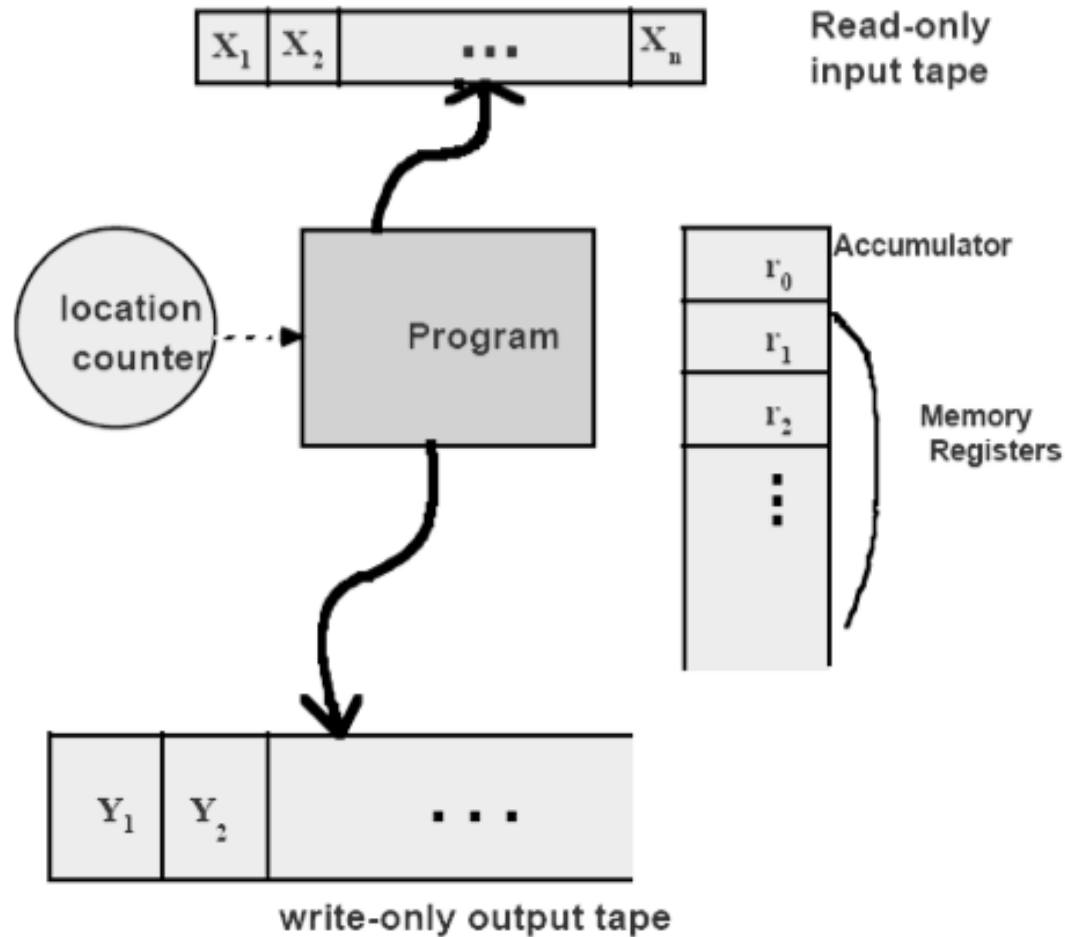 X₁ X₂ ... Xₙ
Read-only
input tape
location
counter
Program
r₀
Accumulator
r₁
r₂
Memory
Registers
Y₁ Y₂ ...
write-only output tape